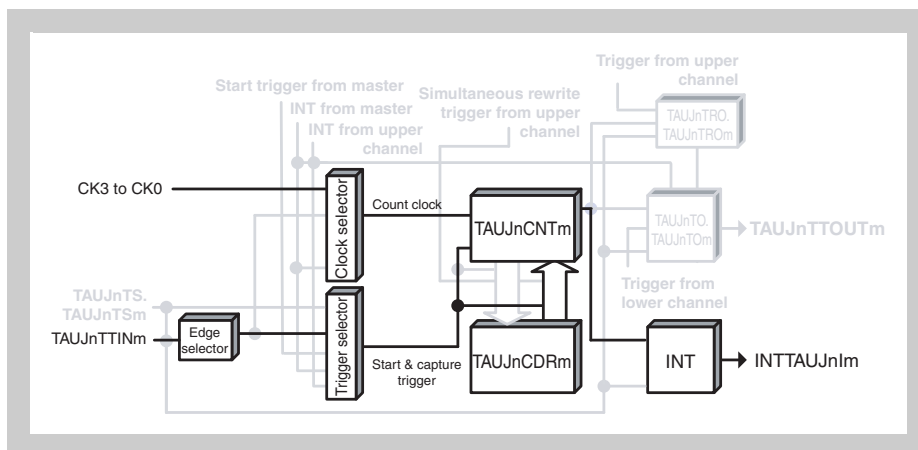 Trigger from upper
channel
Start trigger from master
INT from master
INT from upper
channel
Simultaneous rewrite
trigger from upper
channel
TAUJnTRO.
TAUJnTROm
CK3 to CK0
Clock selector
Count clock
TAUJnCNTm
TAUJnTO.
TAUJnTOm
TAUJnTTOUTm
Trigger from
lower channel
TAUJnTS.
TAUJnTSm
TAUJnTTINm
Edge
selector
Trigger selector
Start & capture
trigger
TAUJnCDRm
INT
INTTAUJnIm